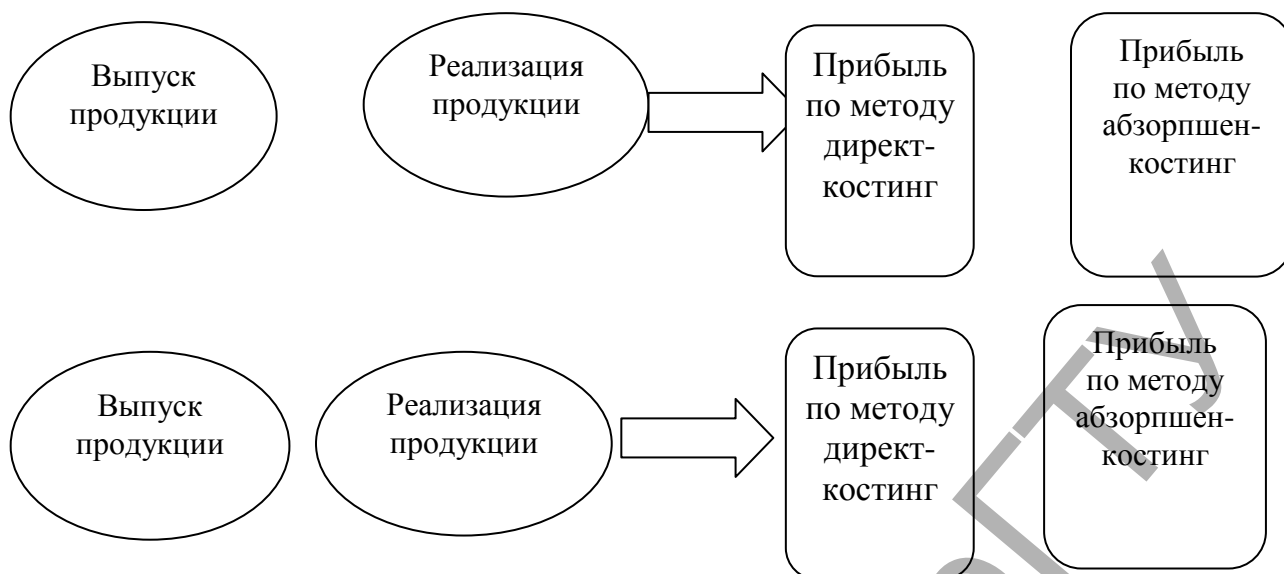 Выпуск
продукции
Реализация
продукции
Прибыль
по методу
директ-
костинг
Прибыль
по методу
абзорпшен-
костинг
Выпуск
продукции
Реализация
продукции
Прибыль
по методу
директ-
костинг
Прибыль
по методу
абзорпшен-
костинг